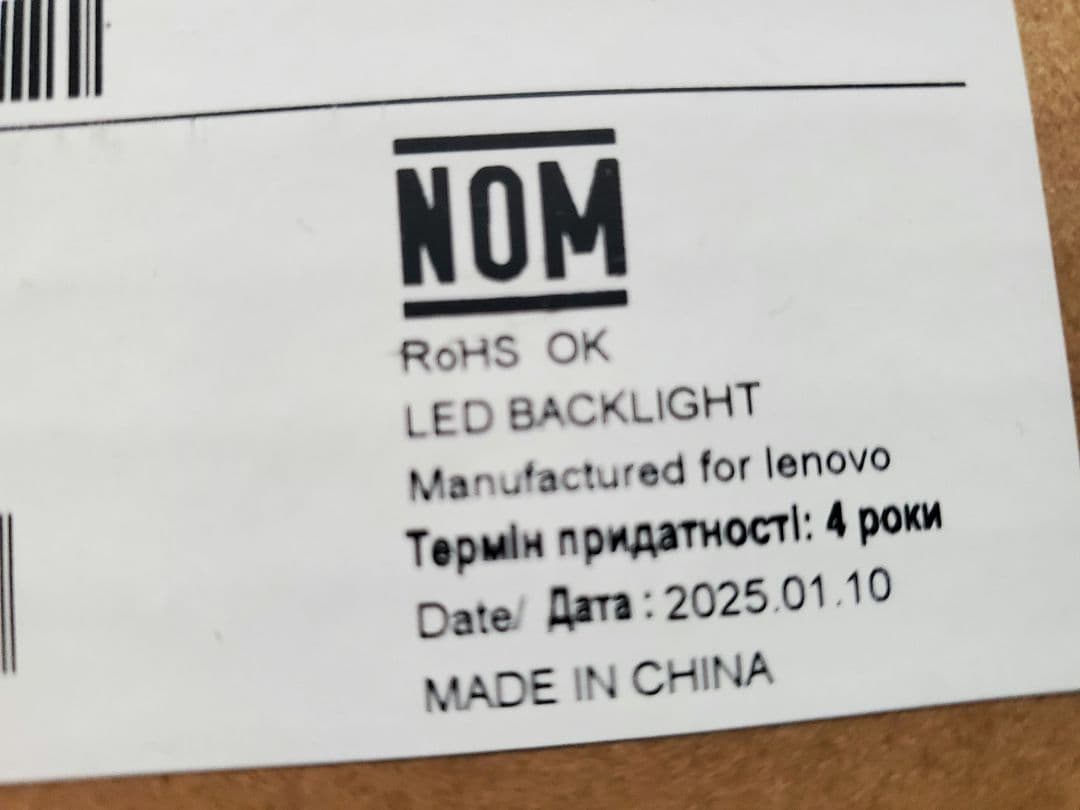 NOM
RoHS OK
LED BACKLIGHT
Manufactured for lenovo
Термін придатності: 4 роки
Date/ Дата : 2025.01.10
MADE IN CHINA